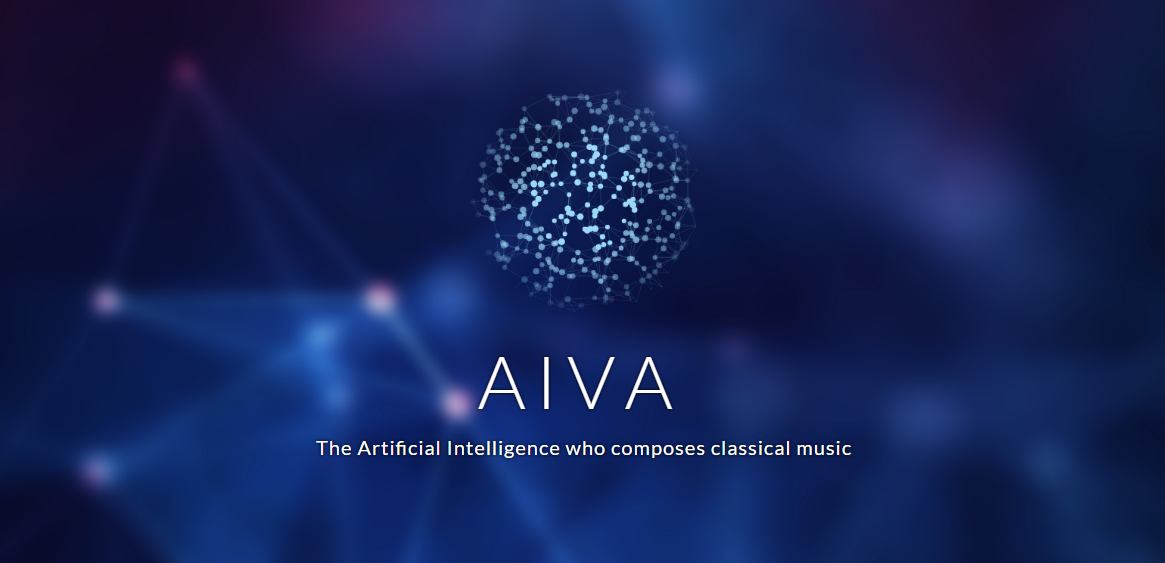 AIVA
The Artificial Intelligence who composes classical music